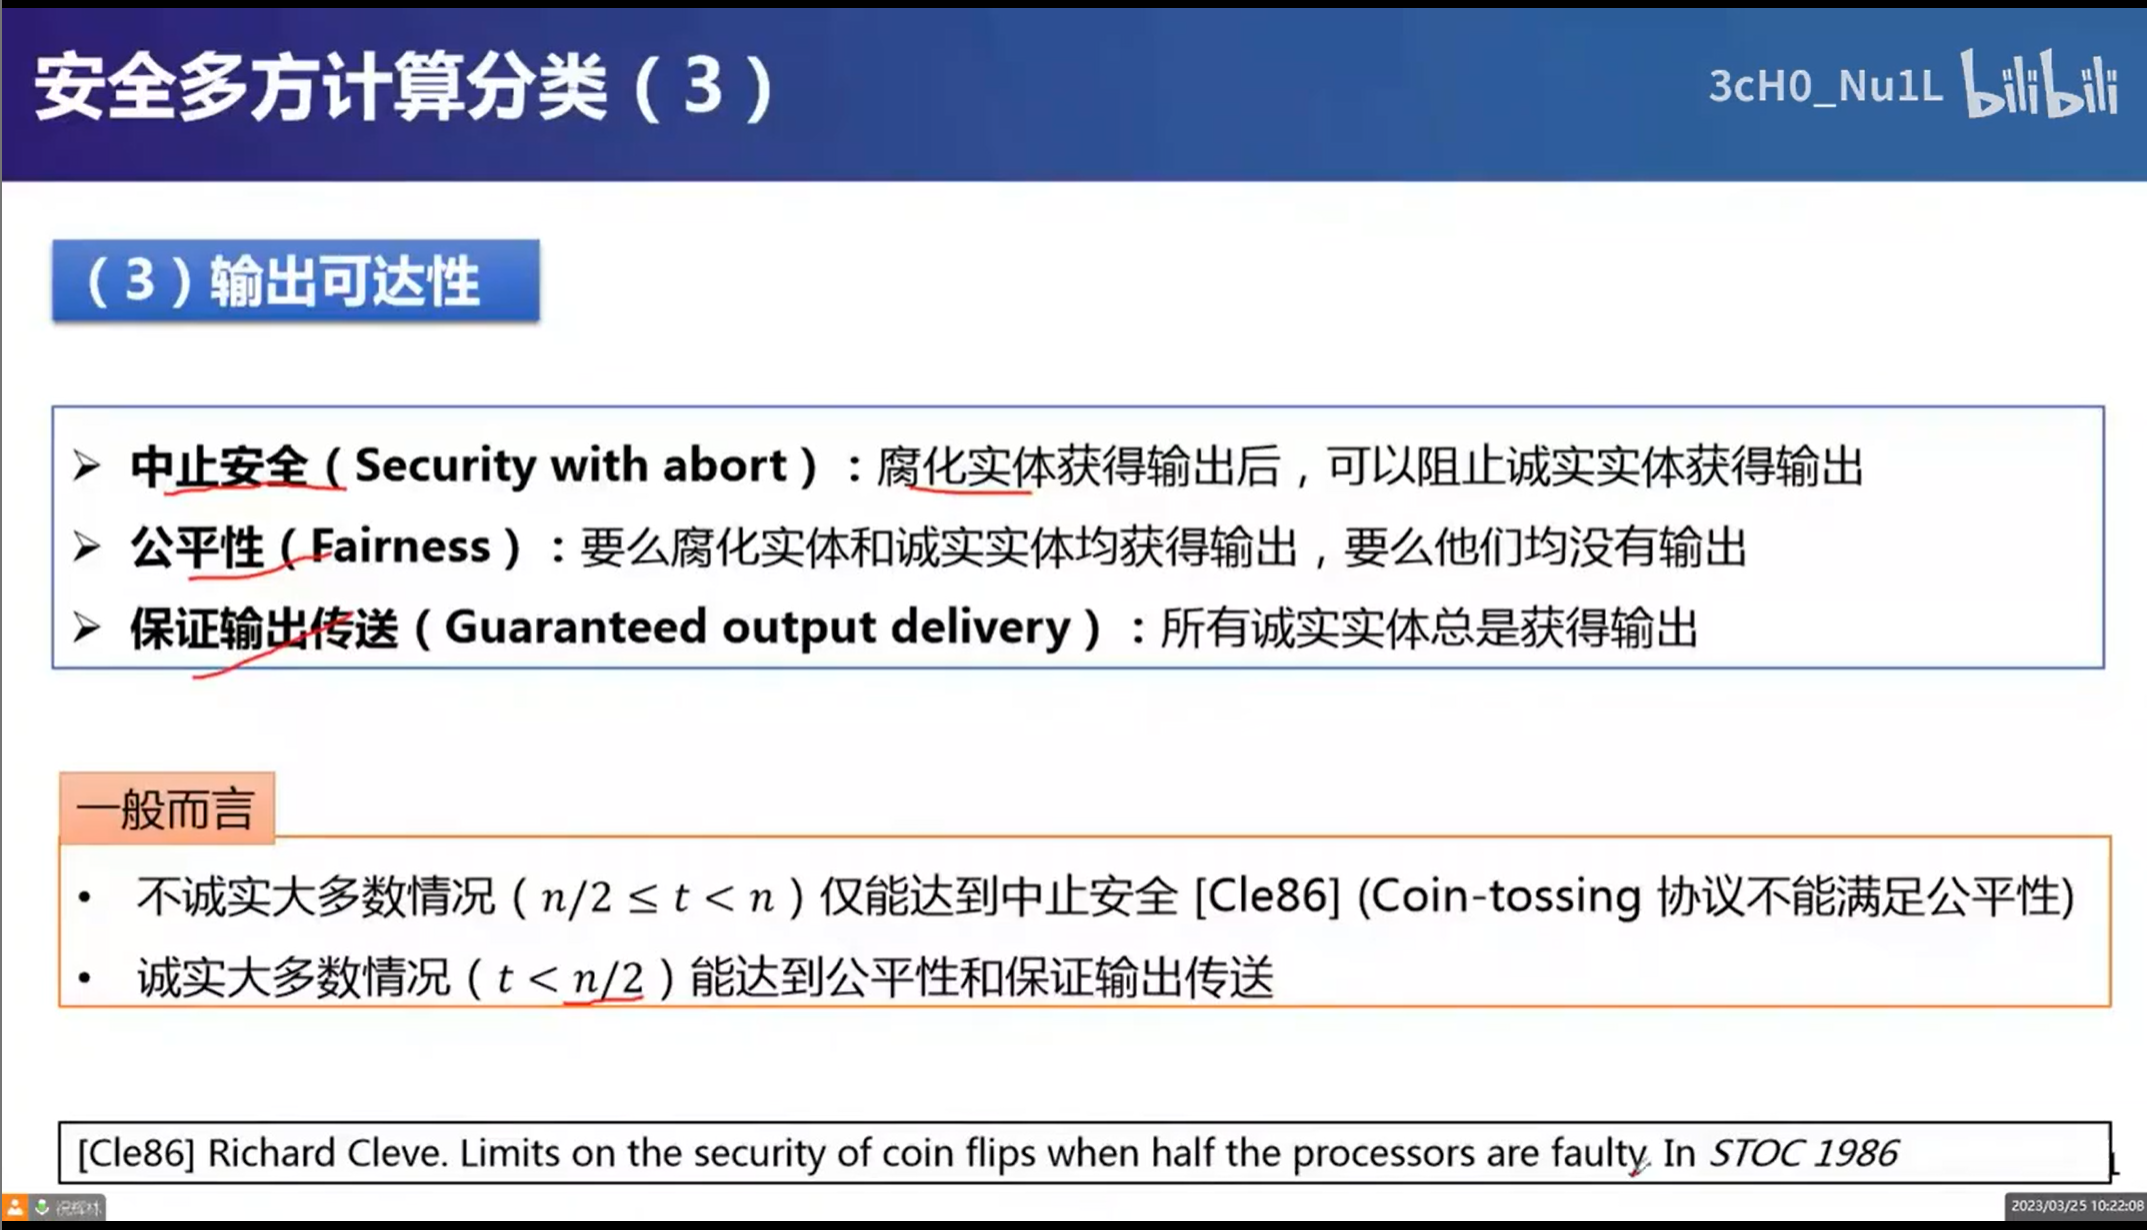 安全多方计算分类（3）
3cH0_Nu1L bilibili
（3）输出可达性
➢ 中止安全（Security with abort）：腐化实体获得输出后，可以阻止诚实实体获得输出
➢ 公平性（Fairness）：要么腐化实体和诚实实体均获得输出，要么他们均没有输出
➢ 保证输出传送（Guaranteed output delivery）：所有诚实实体总是获得输出
一般而言
• 不诚实大多数情况（n/2 ≤ t < n）仅能达到中止安全 [Cle86] (Coin-tossing 协议不能满足公平性)
• 诚实大多数情况（t < n/2）能达到公平性和保证输出传送
[Cle86] Richard Cleve. Limits on the security of coin flips when half the processors are faulty. In STOC 1986
1
2023/03/25 10:22:08